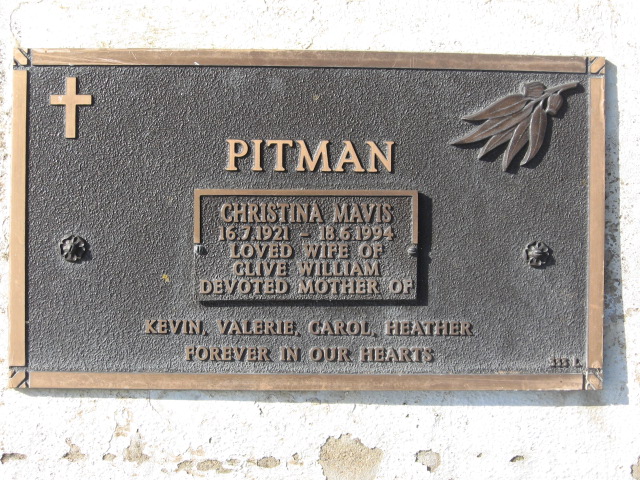 PITMAN
CHRISTINA MAVIS
16.7.1921 - 18.6.1994
LOVED WIFE OF
CLIVE WILLIAM
DEVOTED MOTHER OF
KEVIN, VALERIE, CAROL, HEATHER
FOREVER IN OUR HEARTS